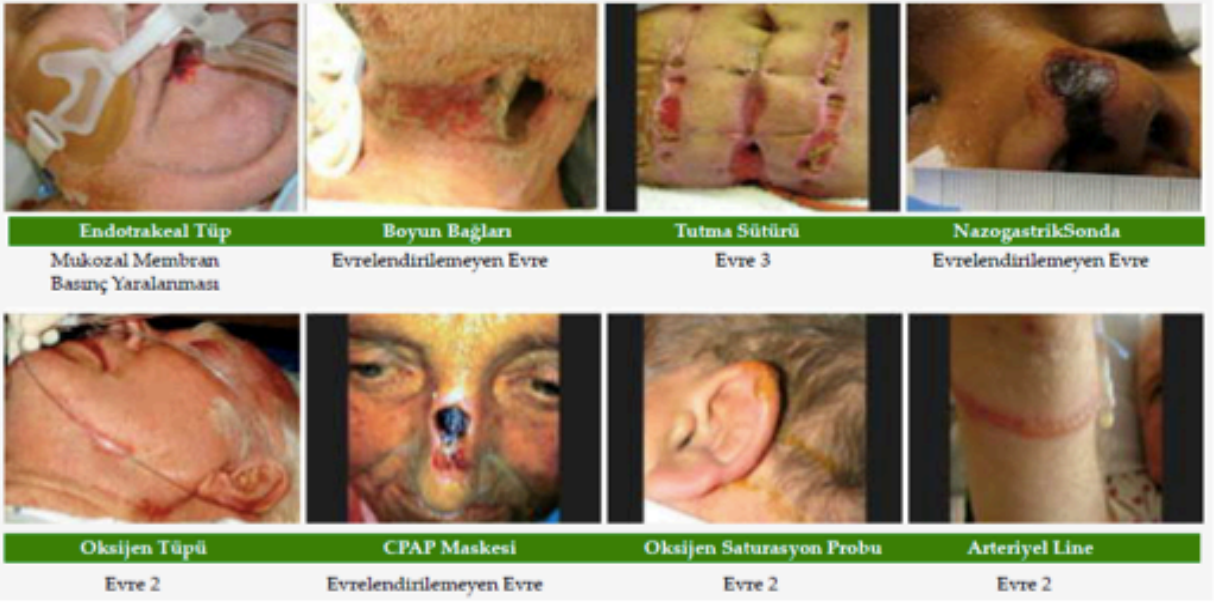 Endotrakeal Tüp
Boyun Bağları
Tutma Sütürü
NazogastrikSonda
Mukozal Membran
Basınç Yaralanması
Evrelendirilemeyen Evre
Evre 3
Evrelendirilemeyen Evre
Oksijen Tüpü
CPAP Maskesi
Oksijen Saturasyon Probu
Arteriyel Line
Evre 2
Evrelendirilemeyen Evre
Evre 2
Evre 2